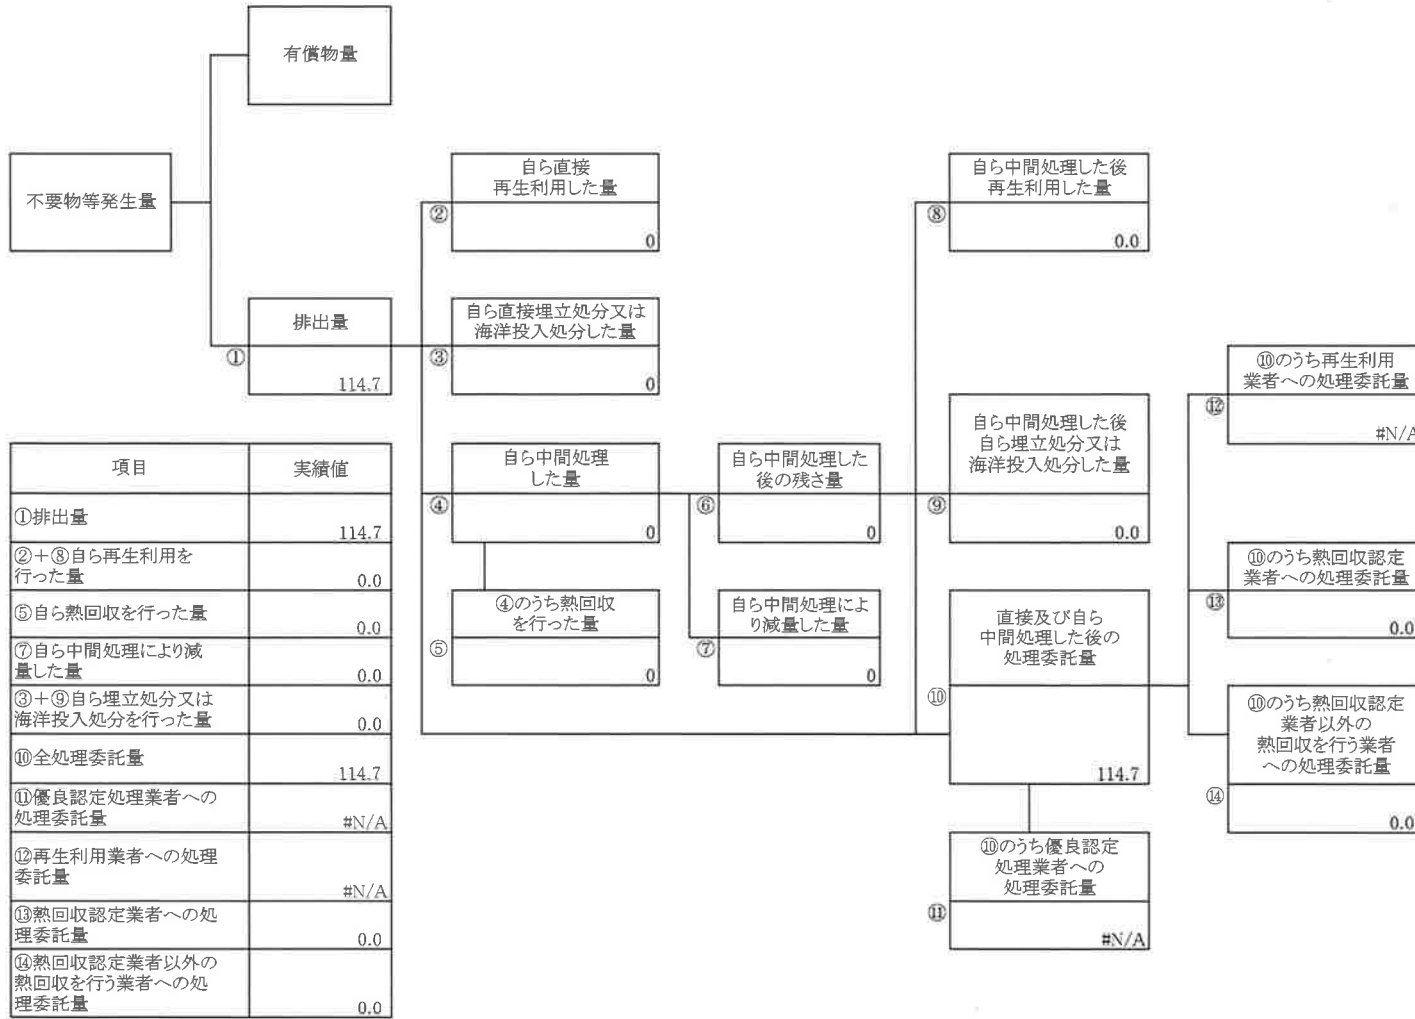 有償物量
不要物等発生量
自ら直接
再生利用した量
②
0
自ら中間処理した後
再生利用した量
⑧
0.0
排出量
①
114.7
自ら直接埋立処分又は
海洋投入処分した量
③
0
⑩のうち再生利用
業者への処理委託量
⑫
#N/A
自ら中間処理
した量
④
0
自ら中間処理した
後の残さ量
⑥
0
自ら中間処理した後
自ら埋立処分又は
海洋投入処分した量
⑨
0.0
⑩のうち熱回収認定
業者への処理委託量
⑬
0.0
④のうち熱回収
を行った量
⑤
0
自ら中間処理によ
り減量した量
⑦
0
直接及び自ら
中間処理した後の
処理委託量
⑩
114.7
⑩のうち熱回収認定
業者以外の
熱回収を行う業者
への処理委託量
⑭
0.0
⑩のうち優良認定
処理業者への
処理委託量
⑪
#N/A
項目 実績値
①排出量
114.7
②+⑧自ら再生利用を
行った量
0.0
⑤自ら熱回収を行った量
0.0
⑦自ら中間処理により減
量した量
0.0
③+⑨自ら埋立処分又は
海洋投入処分を行った量
0.0
⑩全処理委託量
114.7
⑪優良認定処理業者への
処理委託量
#N/A
⑫再生利用業者への処理
委託量
#N/A
⑬熱回収認定業者への処
理委託量
0.0
⑭熱回収認定業者以外の
熱回収を行う業者への処
理委託量
0.0